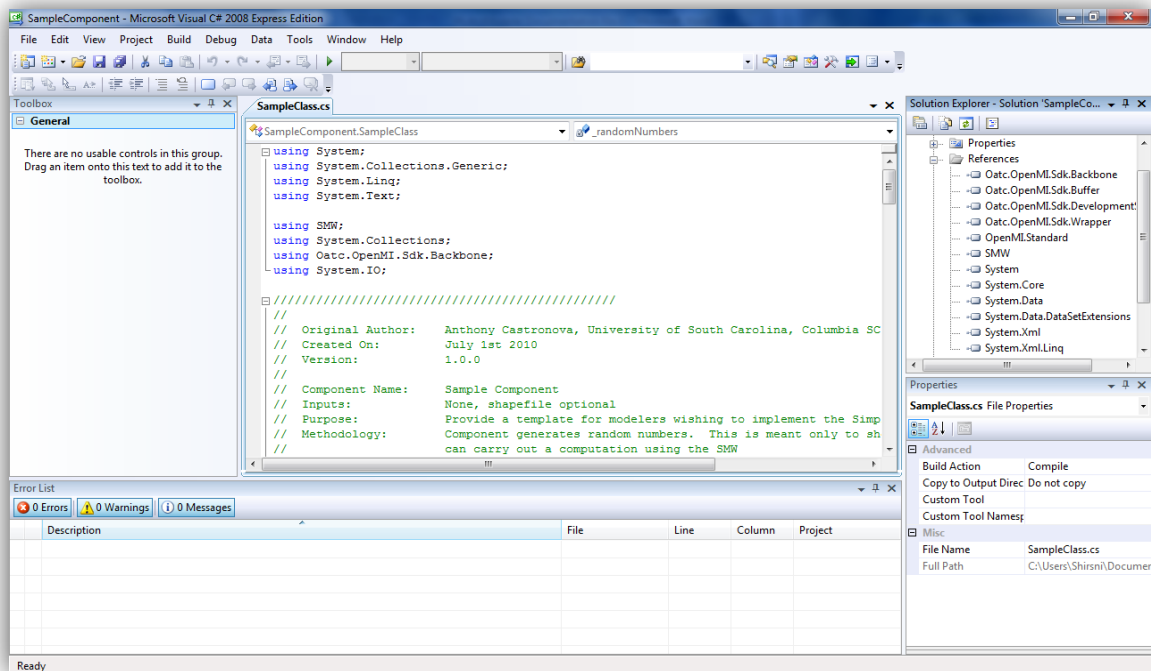 SampleComponent - Microsoft Visual C# 2008 Express Edition
File Edit View Project Build Debug Data Tools Window Help
Toolbox
General
There are no usable controls in this group.
Drag an item onto this text to add it to the
toolbox.
SampleClass.cs
SampleComponent.SampleClass
_randomNumbers
using System;
using System.Collections.Generic;
using System.Linq;
using System.Text;
using SMW;
using System.Collections;
using Oatc.OpenMI.Sdk.Backbone;
using System.IO;
////////////////////////////////////////////////
//
// Original Author: Anthony Castronova, University of South Carolina, Columbia SC
// Created On: July 1st 2010
// Version: 1.0.0
//
// Component Name: Sample Component
// Inputs: None, shapefile optional
// Purpose: Provide a template for modelers wishing to implement the Simp
// Methodology: Component generates random numbers. This is meant only to sh
// can carry out a computation using the SMW
Solution Explorer - Solution 'SampleCo...
Properties
References
Oatc.OpenMI.Sdk.Backbone
Oatc.OpenMI.Sdk.Buffer
Oatc.OpenMI.Sdk.Development
Oatc.OpenMI.Sdk.Wrapper
OpenMI.Standard
SMW
System
System.Core
System.Data
System.Data.DataSetExtensions
System.Xml
System.Xml.Linq
Properties
SampleClass.cs File Properties
Advanced
Build Action Compile
Copy to Output Direc Do not copy
Custom Tool
Custom Tool Namesp
Misc
File Name SampleClass.cs
Full Path C:\Users\Shirsni\Documen
Error List
0 Errors 0 Warnings 0 Messages
Description File Line Column Project
Ready